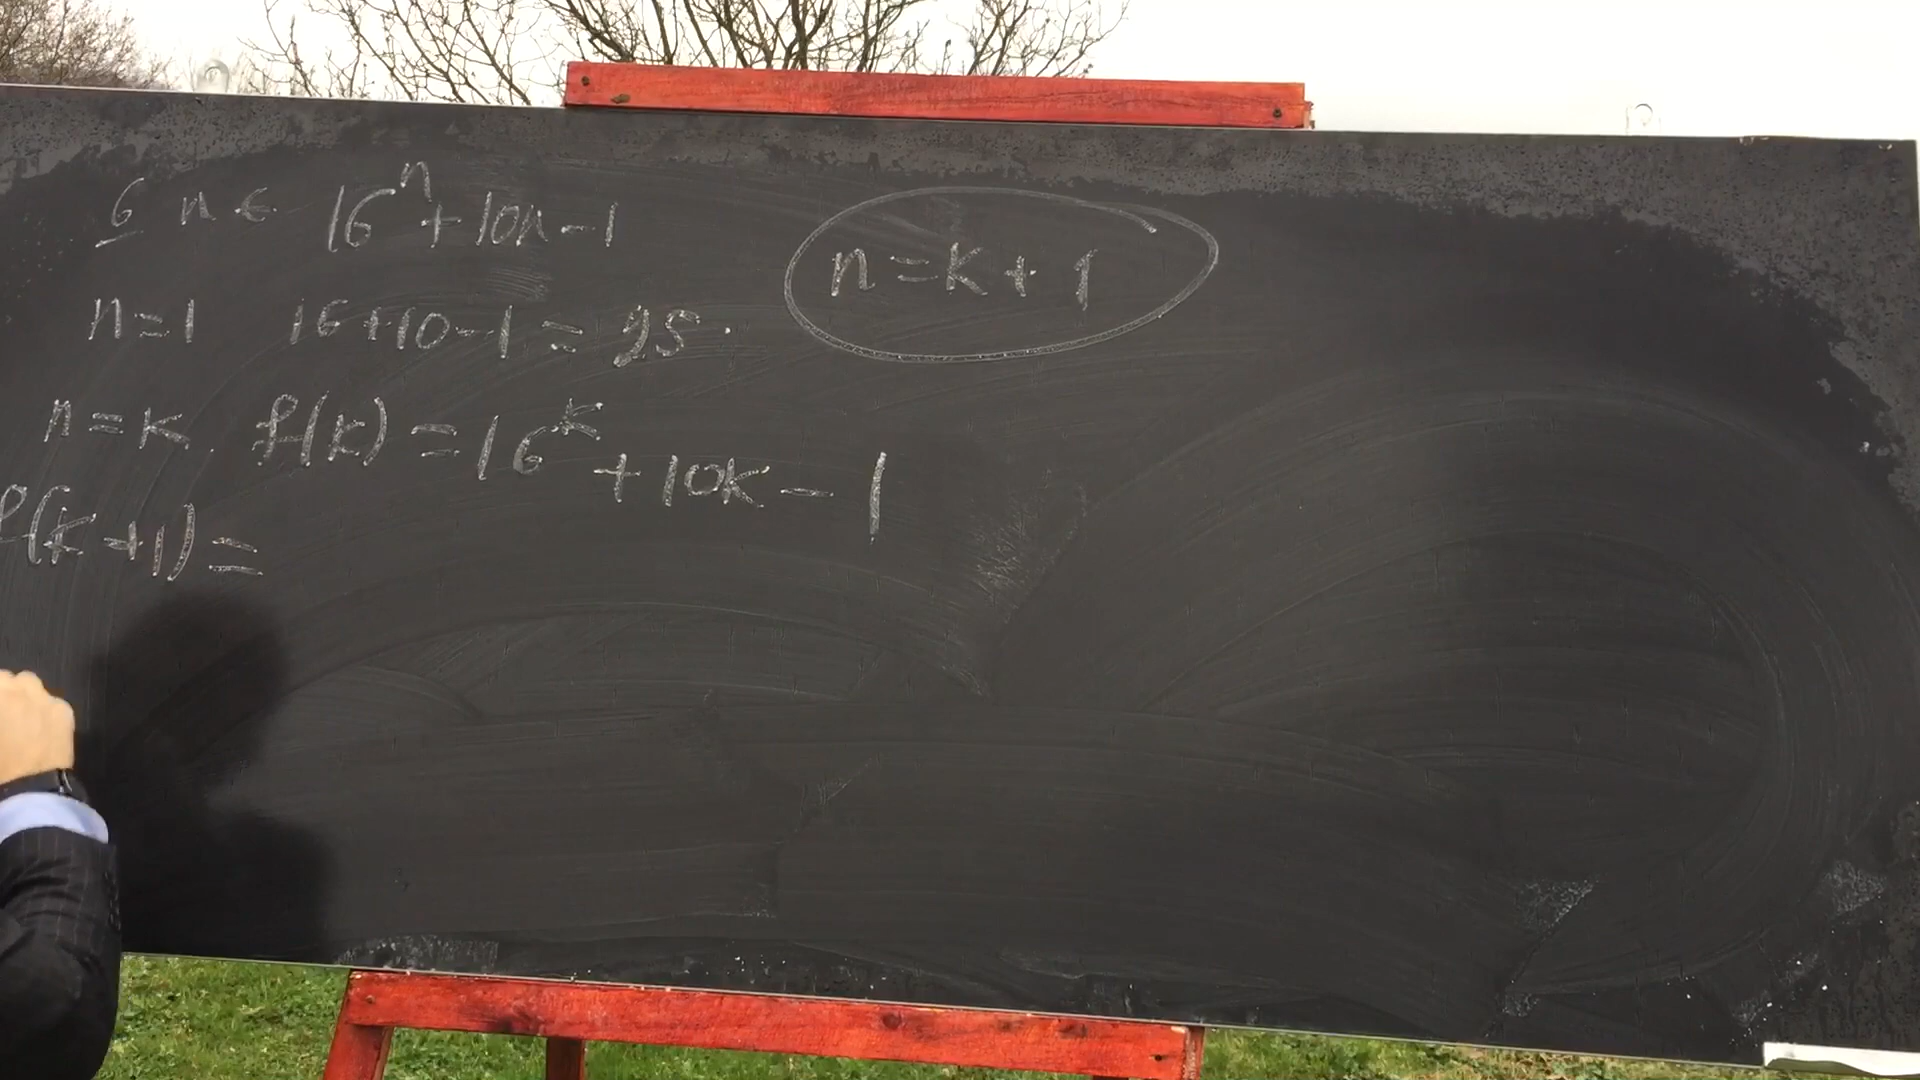 6 n ∈ 16ⁿ+10n-1
n=k+1
n=1 16+10-1=25.
n=k. f(k)=16ᵏ+10k-1
f(k+1)=